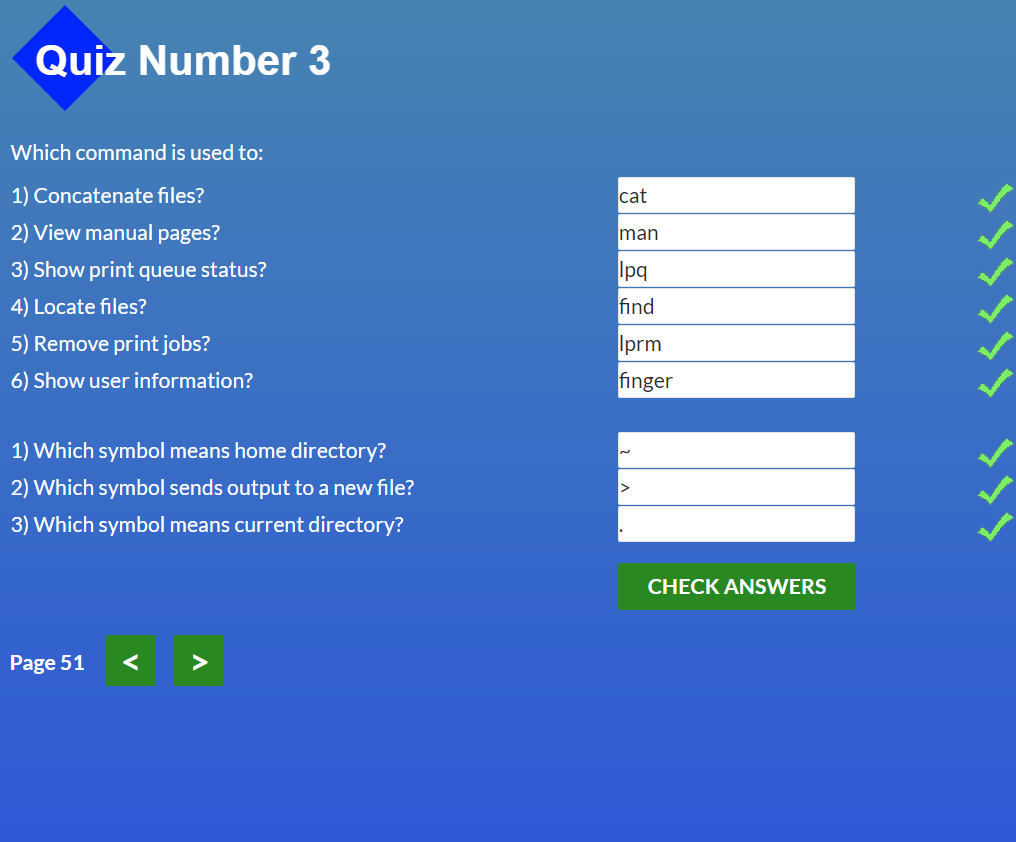 Quiz Number 3
Which command is used to:
1) Concatenate files? cat
2) View manual pages? man
3) Show print queue status? lpq
4) Locate files? find
5) Remove print jobs? lprm
6) Show user information? finger
1) Which symbol means home directory? ~
2) Which symbol sends output to a new file? >
3) Which symbol means current directory? .
CHECK ANSWERS
Page 51 < >